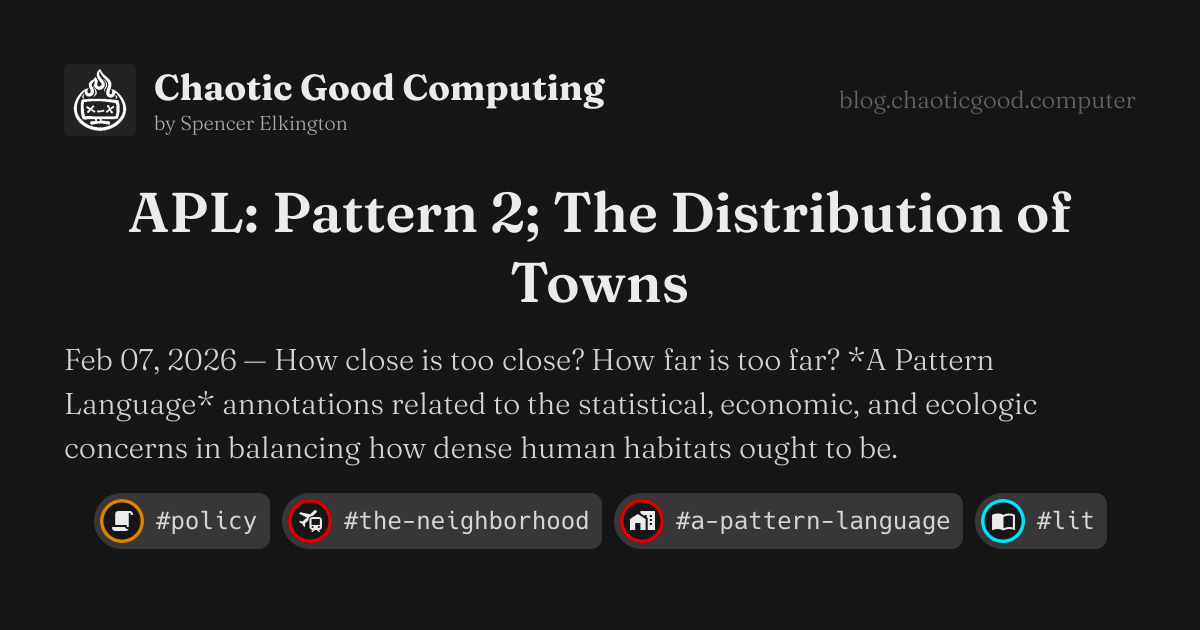 Chaotic Good Computing
by Spencer Elkington
blog.chaoticgood.computer
APL: Pattern 2; The Distribution of
Towns
Feb 07, 2026 — How close is too close? How far is too far? *A Pattern
Language* annotations related to the statistical, economic, and ecologic
concerns in balancing how dense human habitats ought to be.
#policy #the-neighborhood #a-pattern-language #lit